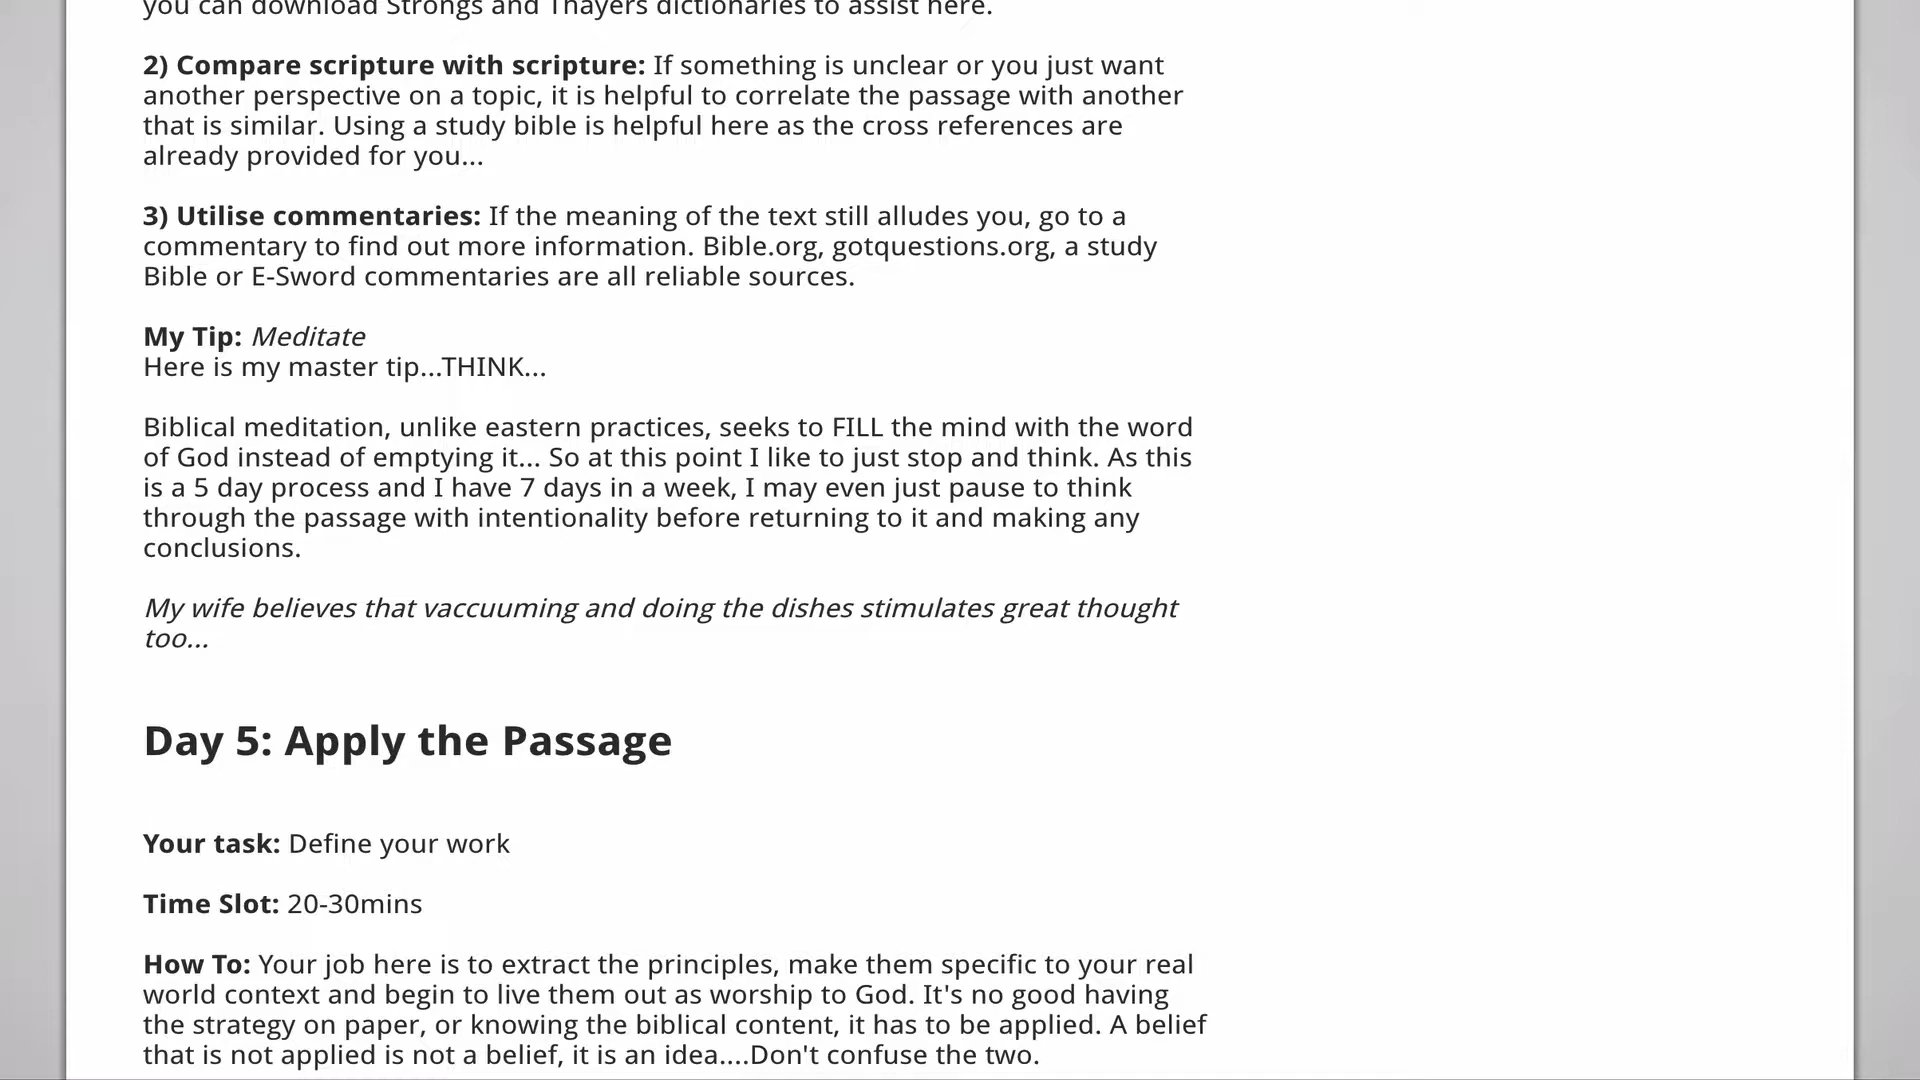 you can download Strongs and Thayers dictionaries to assist here.
2) Compare scripture with scripture: If something is unclear or you just want
another perspective on a topic, it is helpful to correlate the passage with another
that is similar. Using a study bible is helpful here as the cross references are
already provided for you...
3) Utilise commentaries: If the meaning of the text still alludes you, go to a
commentary to find out more information. Bible.org, gotquestions.org, a study
Bible or E-Sword commentaries are all reliable sources.
My Tip: Meditate
Here is my master tip...THINK...
Biblical meditation, unlike eastern practices, seeks to FILL the mind with the word
of God instead of emptying it... So at this point I like to just stop and think. As this
is a 5 day process and I have 7 days in a week, I may even just pause to think
through the passage with intentionality before returning to it and making any
conclusions.
My wife believes that vaccuuming and doing the dishes stimulates great thought
too...
Day 5: Apply the Passage
Your task: Define your work
Time Slot: 20-30mins
How To: Your job here is to extract the principles, make them specific to your real
world context and begin to live them out as worship to God. It's no good having
the strategy on paper, or knowing the biblical content, it has to be applied. A belief
that is not applied is not a belief, it is an idea....Don't confuse the two.